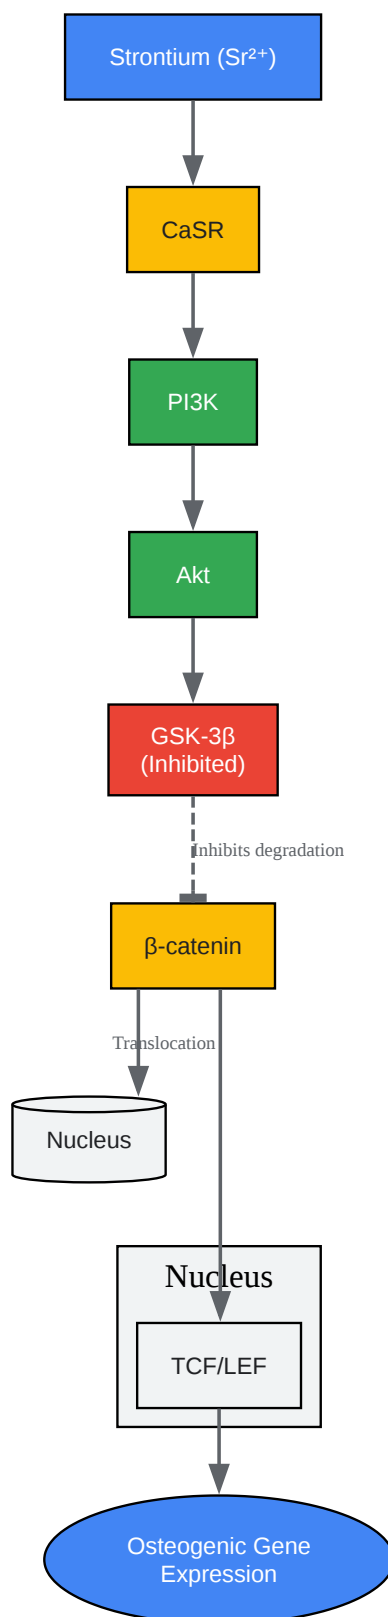 Strontium (Sr²⁺)
CaSR
PI3K
Akt
GSK-3β
(Inhibited)
Inhibits degradation
β-catenin
Translocation
Nucleus
Nucleus
TCF/LEF
Osteogenic Gene
Expression